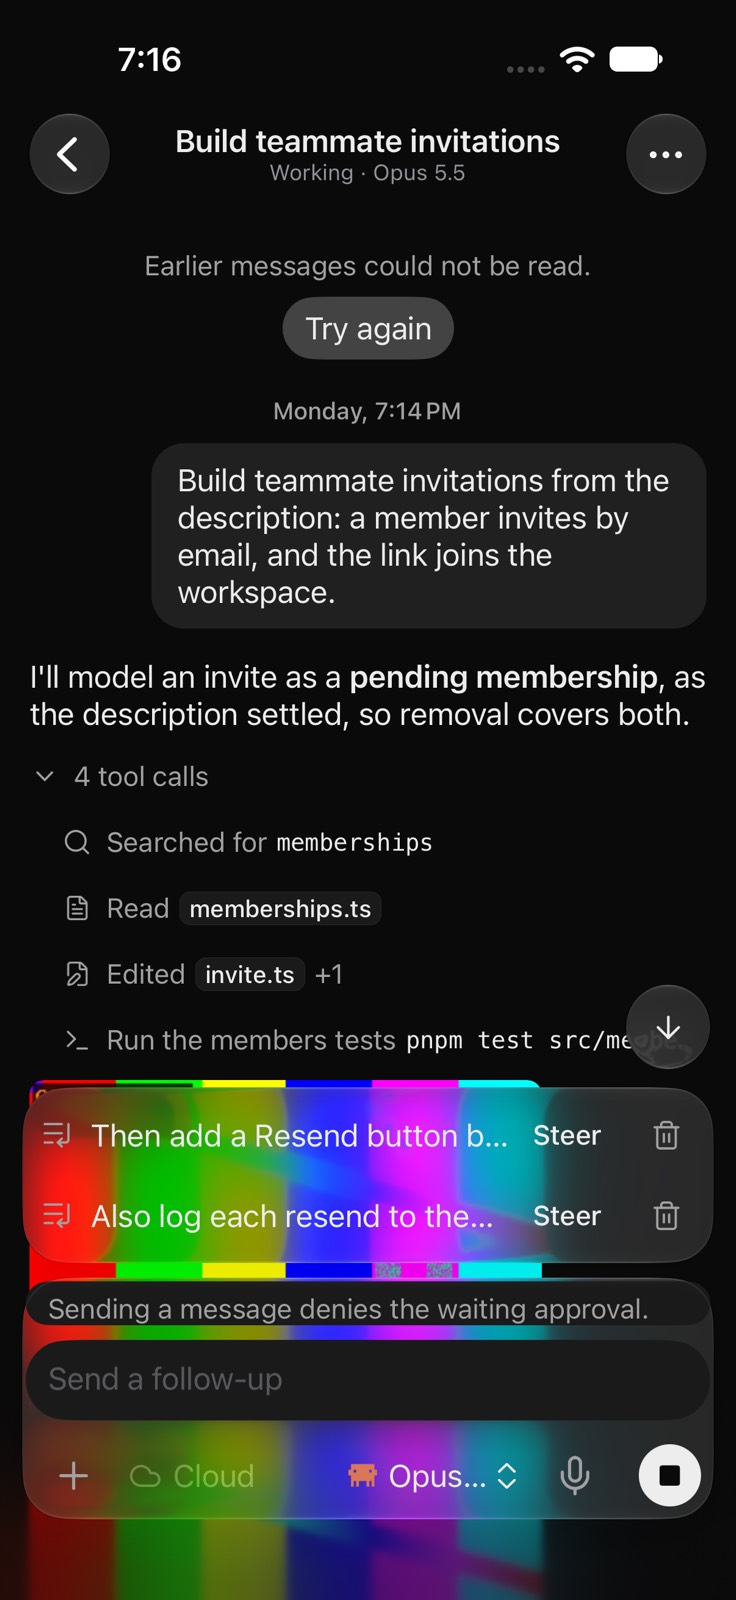 7:16
Build teammate invitations
Working · Opus 5.5
Earlier messages could not be read.
Try again
Monday, 7:14 PM
Build teammate invitations from the
description: a member invites by
email, and the link joins the
workspace.
I'll model an invite as a pending membership, as
the description settled, so removal covers both.
4 tool calls
Searched for memberships
Read memberships.ts
Edited invite.ts +1
Run the members tests pnpm test src/me
Then add a Resend button b... Steer
Also log each resend to the... Steer
Sending a message denies the waiting approval.
Send a follow-up
Cloud Opus...